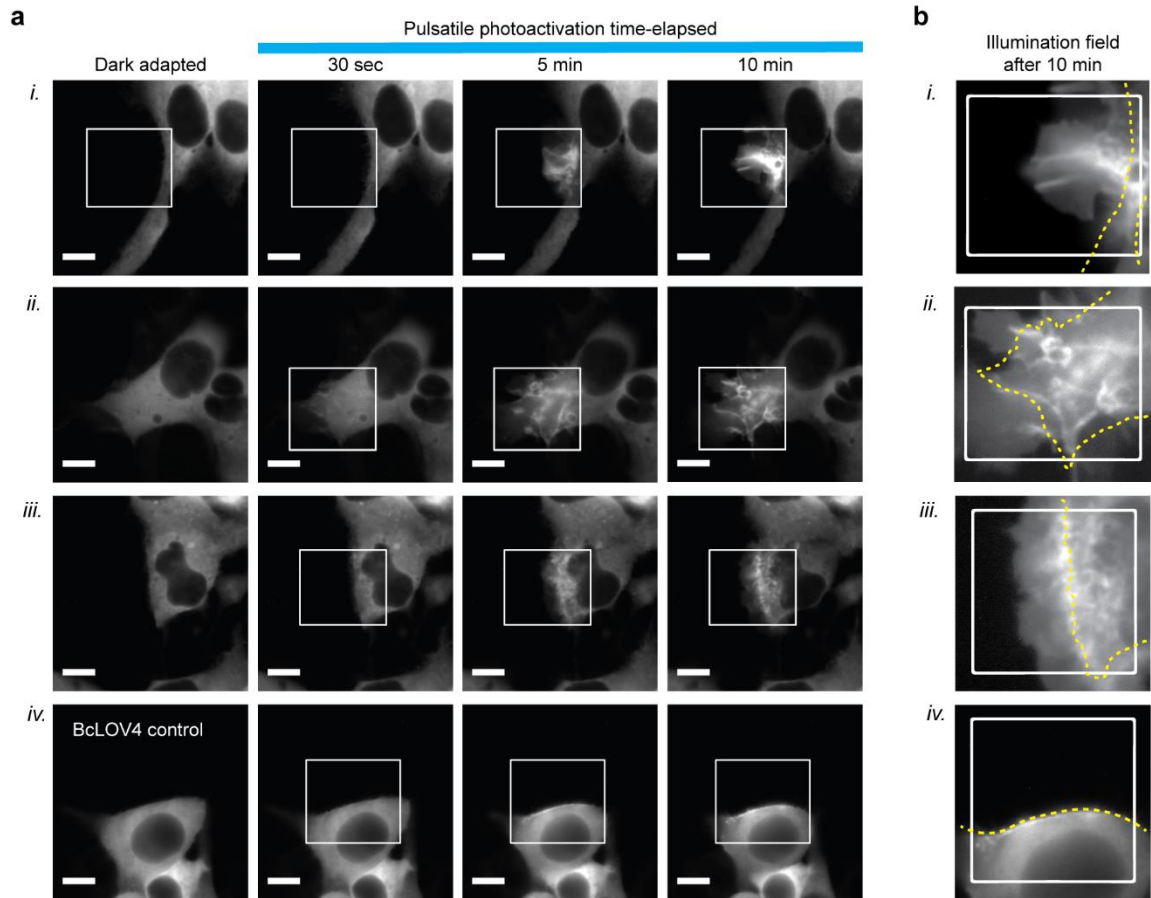 a
b
Pulsatile photoactivation time-elapsed
Dark adapted
30 sec
5 min
10 min
Illumination field
after 10 min
i.
i.
ii.
ii.
iii.
iii.
iv.
BcLOV4 control
iv.